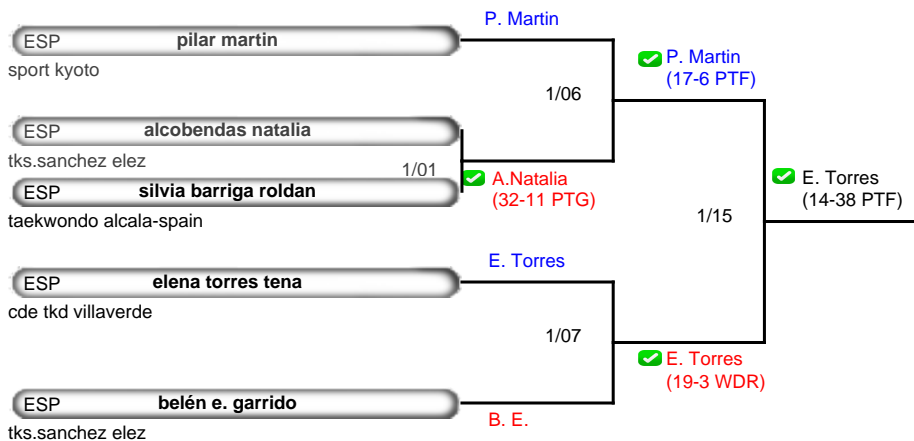 P. Martin
ESP pilar martin
sport kyoto
P. Martin
(17-6 PTF)
1/06
ESP alcobendas natalia
tks.sanchez elez
1/01
A.Natalia
(32-11 PTG)
ESP silvia barriga roldan
taekwondo alcala-spain
E. Torres
(14-38 PTF)
1/15
E. Torres
ESP elena torres tena
cde tkd villaverde
1/07
E. Torres
(19-3 WDR)
ESP belén e. garrido
B. E.
tks.sanchez elez